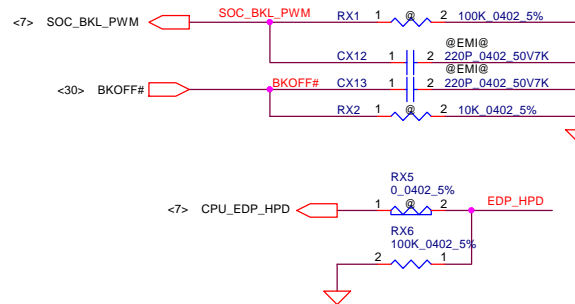 <7> SOC_BKL_PWM SOC_BKL_PWM RX1 1 @ 2 100K_0402_5%
@EMI@
CX12 1 2 220P_0402_50V7K
@EMI@
<30> BKOFF# BKOFF# CX13 1 2 220P_0402_50V7K
RX2 1 @ 2 10K_0402_5%
RX5
0_0402_5%
<7> CPU_EDP_HPD 1 @ 2 EDP_HPD
RX6
100K_0402_5%
2 1